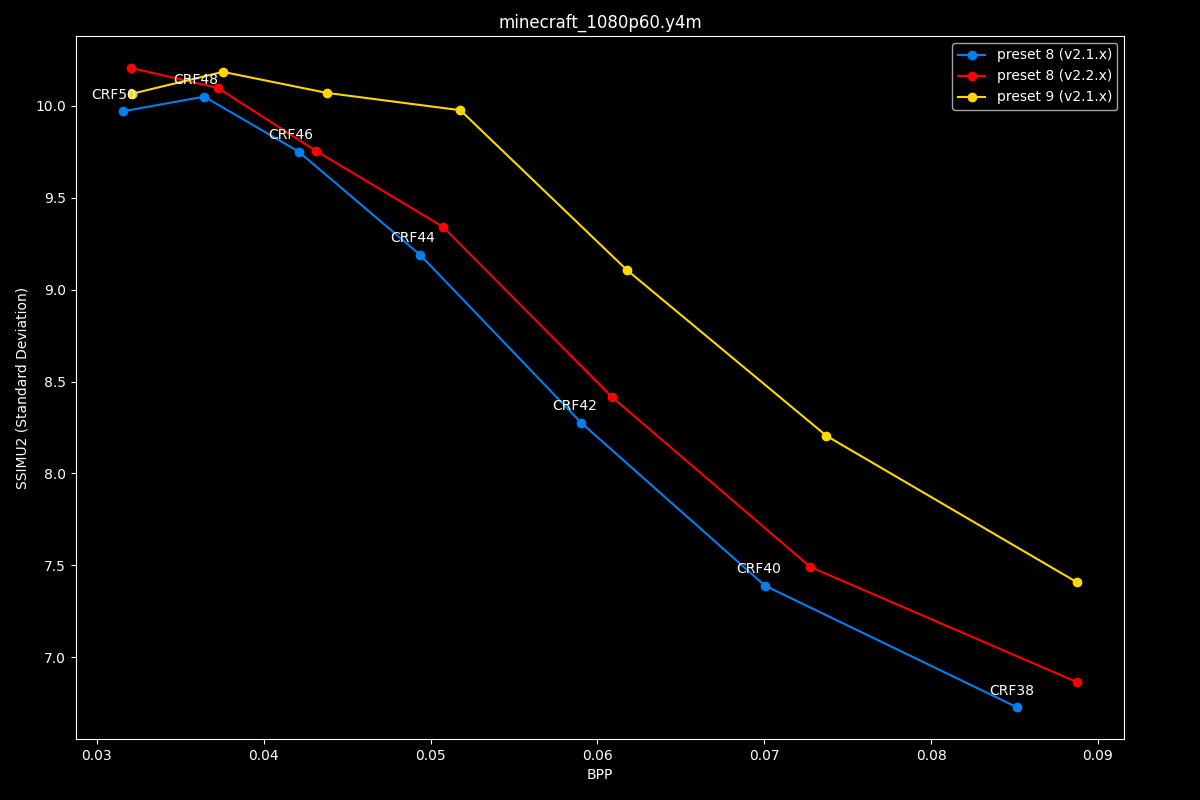 minecraft_1080p60.y4m
preset 8 (v2.1.x)
preset 8 (v2.2.x)
preset 9 (v2.1.x)
CRF50
CRF48
CRF46
CRF44
CRF42
CRF40
CRF38
10.0
9.5
9.0
8.5
8.0
7.5
7.0
SSIMU2 (Standard Deviation)
0.03 0.04 0.05 0.06 0.07 0.08 0.09
BPP